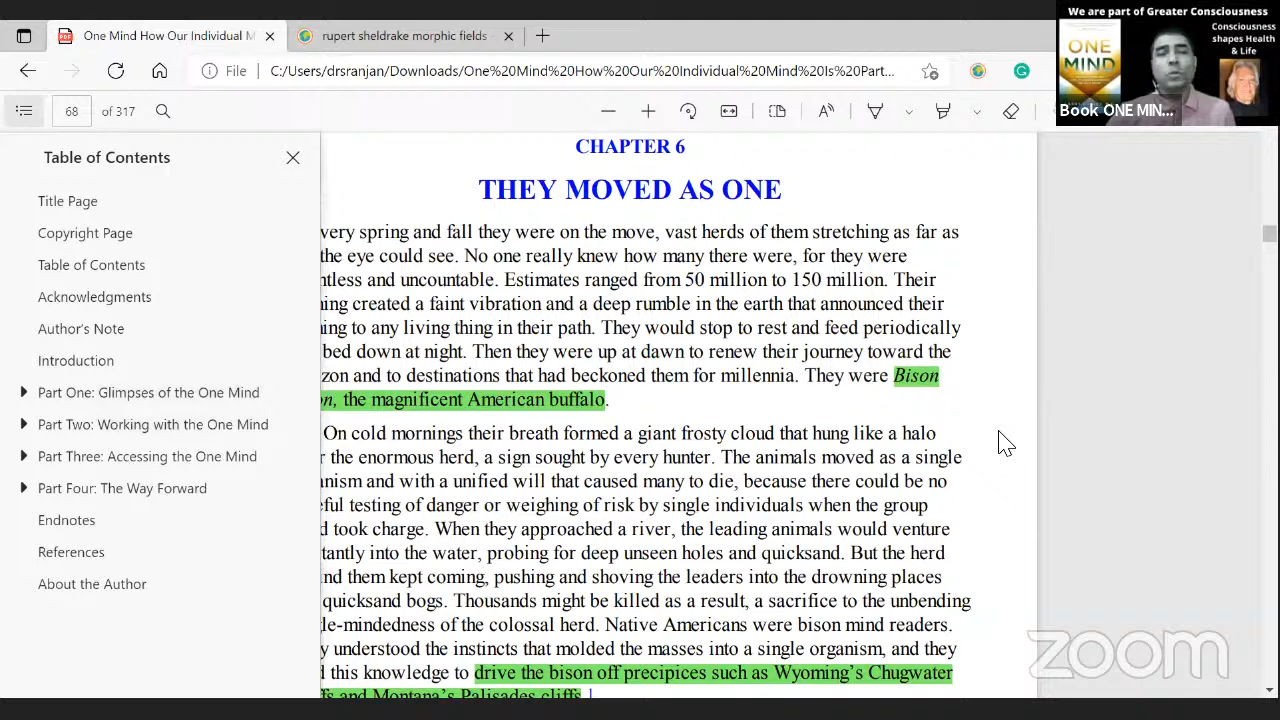 We are part of Greater Consciousness
Consciousness
shapes Health
& Life
ONE
MIND
Book ONE MIN...
One Mind How Our Individual M
rupert sheldrake morphic fields -
File
C:/Users/drsranjan/Downloads/One%20Mind%20How%20Our%20Individual%20Mind%20Is%20Part...
68 of 317
Table of Contents
Title Page
Copyright Page
Table of Contents
Acknowledgments
Author's Note
Introduction
Part One: Glimpses of the One Mind
Part Two: Working with the One Mind
Part Three: Accessing the One Mind
Part Four: The Way Forward
Endnotes
References
About the Author
CHAPTER 6
THEY MOVED AS ONE
very spring and fall they were on the move, vast herds of them stretching as far as
the eye could see. No one really knew how many there were, for they were
ntless and uncountable. Estimates ranged from 50 million to 150 million. Their
ning created a faint vibration and a deep rumble in the earth that announced their
ning to any living thing in their path. They would stop to rest and feed periodically
bed down at night. Then they were up at dawn to renew their journey toward the
zon and to destinations that had beckoned them for millennia. They were Bison
on, the magnificent American buffalo.
On cold mornings their breath formed a giant frosty cloud that hung like a halo
r the enormous herd, a sign sought by every hunter. The animals moved as a single
anism and with a unified will that caused many to die, because there could be no
eful testing of danger or weighing of risk by single individuals when the group
d took charge. When they approached a river, the leading animals would venture
tantly into the water, probing for deep unseen holes and quicksand. But the herd
ind them kept coming, pushing and shoving the leaders into the drowning places
quicksand bogs. Thousands might be killed as a result, a sacrifice to the unbending
le-mindedness of the colossal herd. Native Americans were bison mind readers.
y understood the instincts that molded the masses into a single organism, and they
d this knowledge to drive the bison off precipices such as Wyoming's Chugwater
ffs and Montana's Palisades cliffs.1
zoom